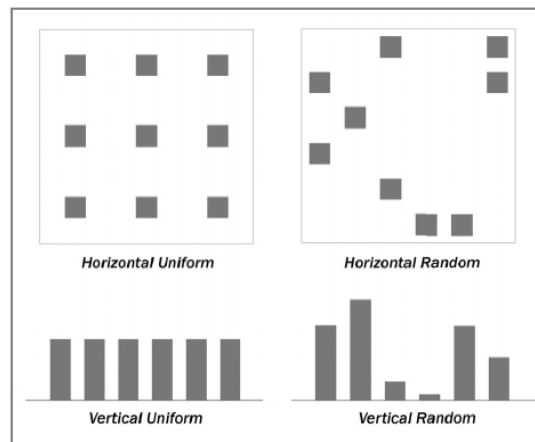 Horizontal Uniform
Horizontal Random
Vertical Uniform
Vertical Random